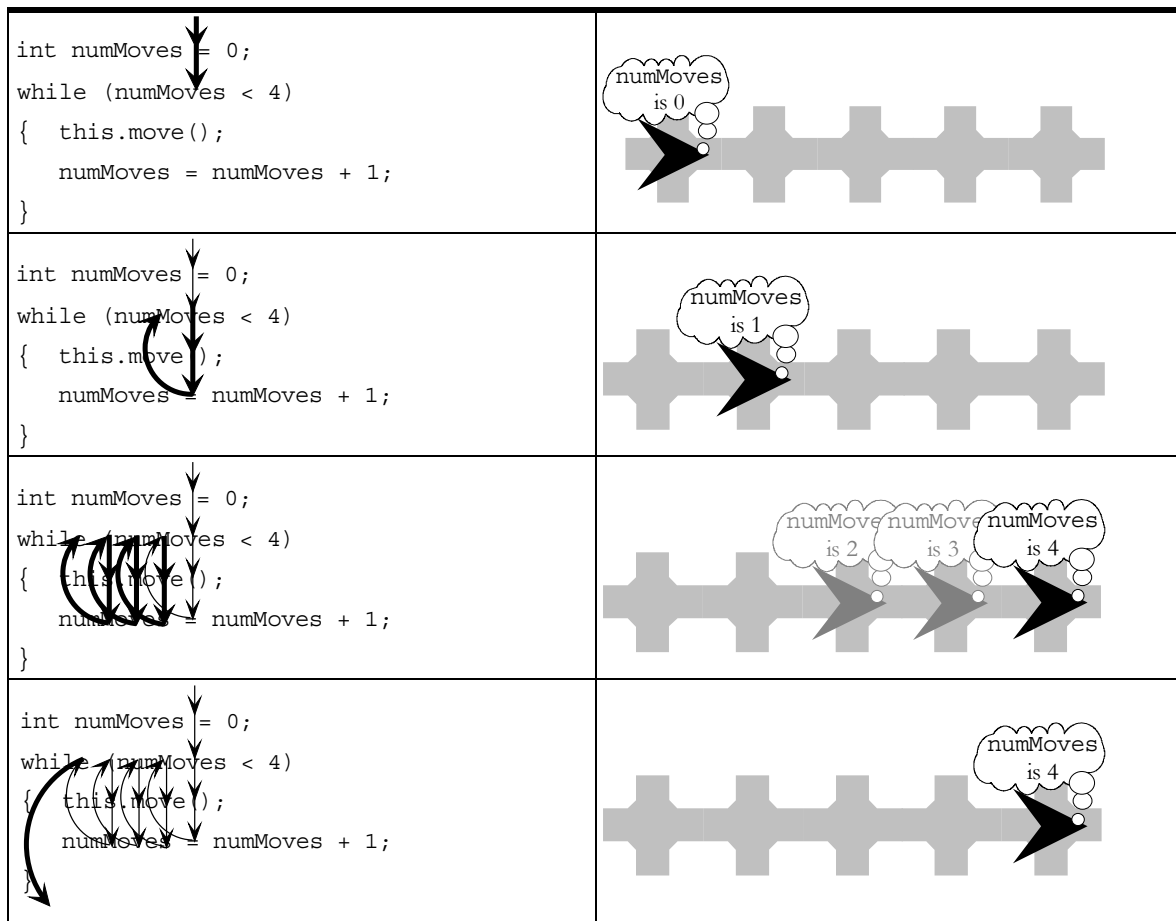 int numMoves = 0;
while (numMoves < 4)
{ this.move();
numMoves = numMoves + 1;
}
numMoves
is 0
int numMoves = 0;
while (numMoves < 4)
{ this.move();
numMoves = numMoves + 1;
}
numMoves
is 1
int numMoves = 0;
while (numMoves < 4)
{ this.move();
numMoves = numMoves + 1;
}
numMove
is 2
numMove
is 3
numMoves
is 4
int numMoves = 0;
while (numMoves < 4)
{ this.move();
numMoves = numMoves + 1;
}
numMoves
is 4